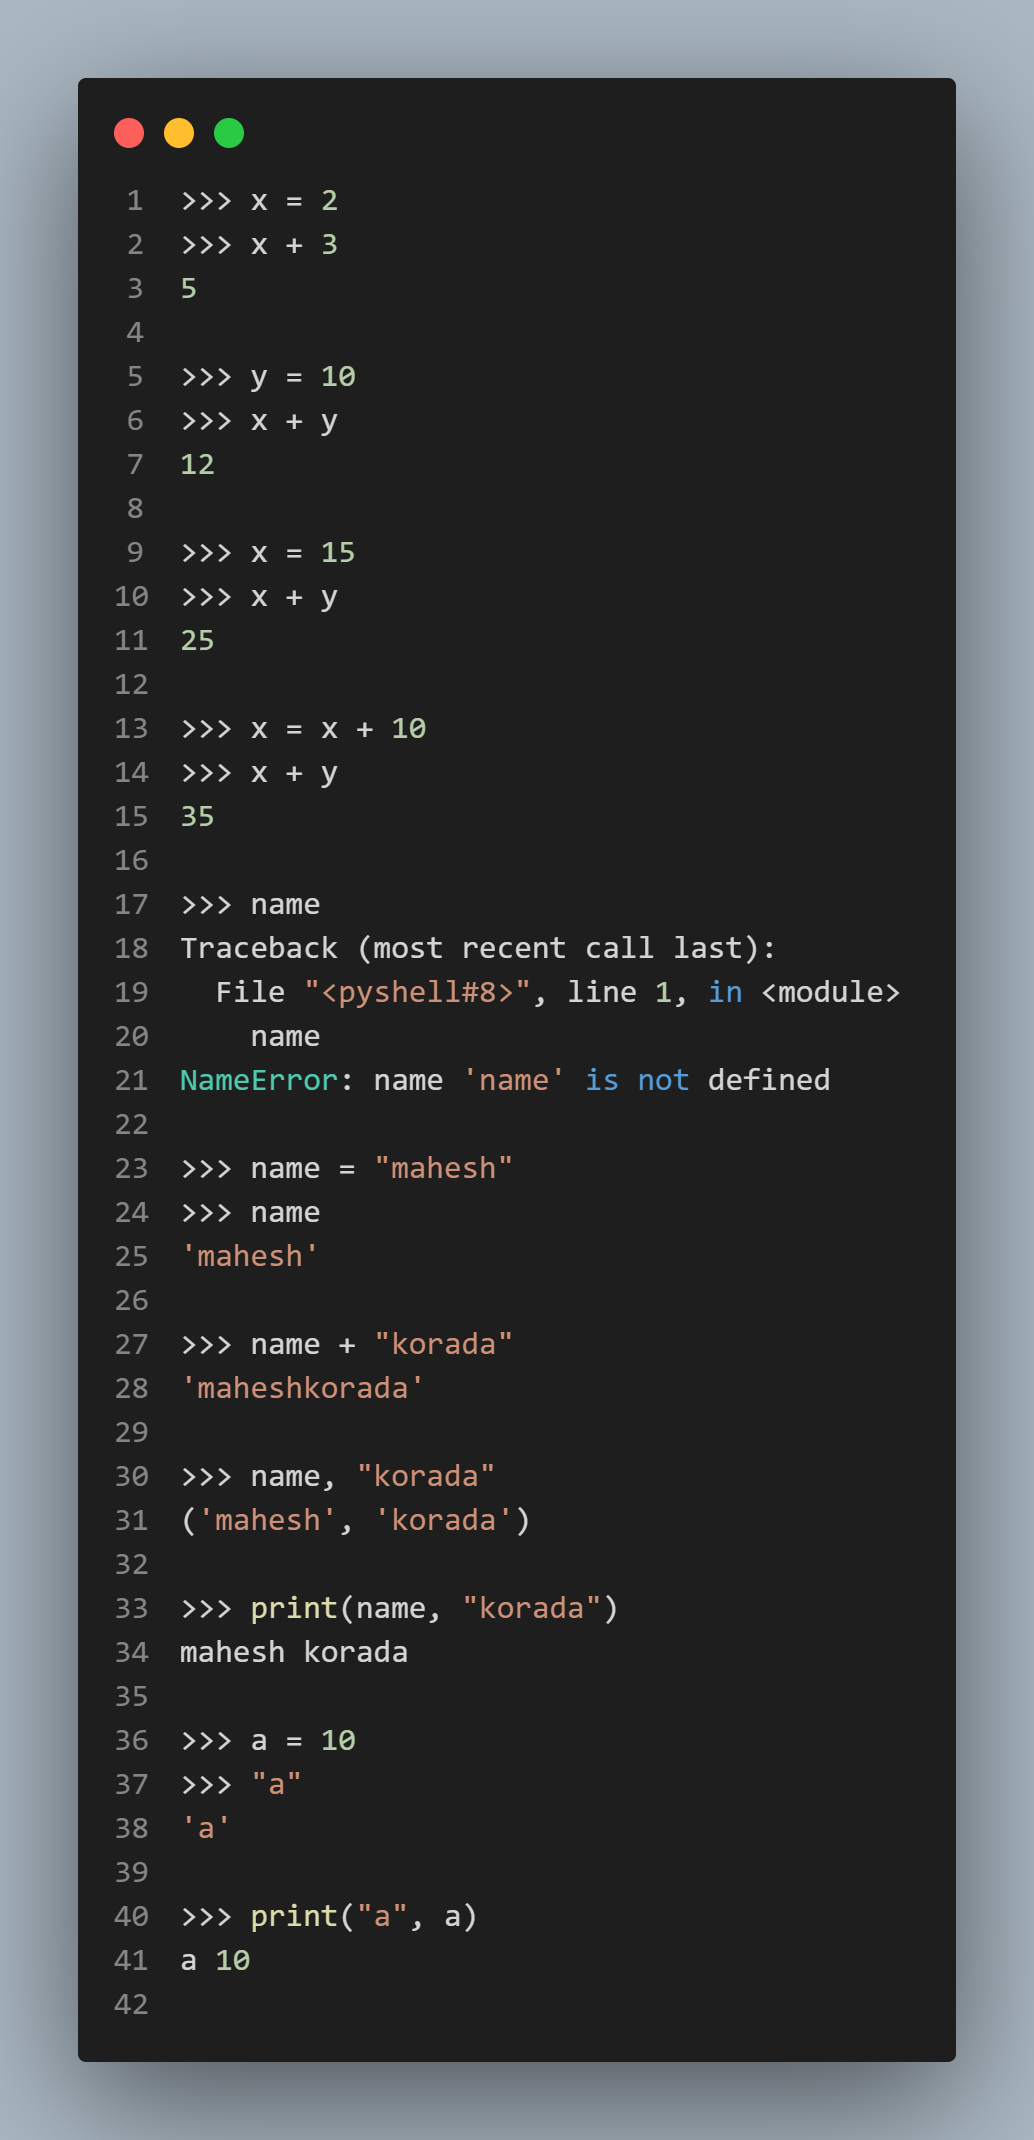 1 >>> x = 2
2 >>> x + 3
3 5
4
5 >>> y = 10
6 >>> x + y
7 12
8
9 >>> x = 15
10 >>> x + y
11 25
12
13 >>> x = x + 10
14 >>> x + y
15 35
16
17 >>> name
18 Traceback (most recent call last):
19   File "<pyshell#8>", line 1, in <module>
20     name
21 NameError: name 'name' is not defined
22
23 >>> name = "mahesh"
24 >>> name
25 'mahesh'
26
27 >>> name + "korada"
28 'maheshkorada'
29
30 >>> name, "korada"
31 ('mahesh', 'korada')
32
33 >>> print(name, "korada")
34 mahesh korada
35
36 >>> a = 10
37 >>> "a"
38 'a'
39
40 >>> print("a", a)
41 a 10
42